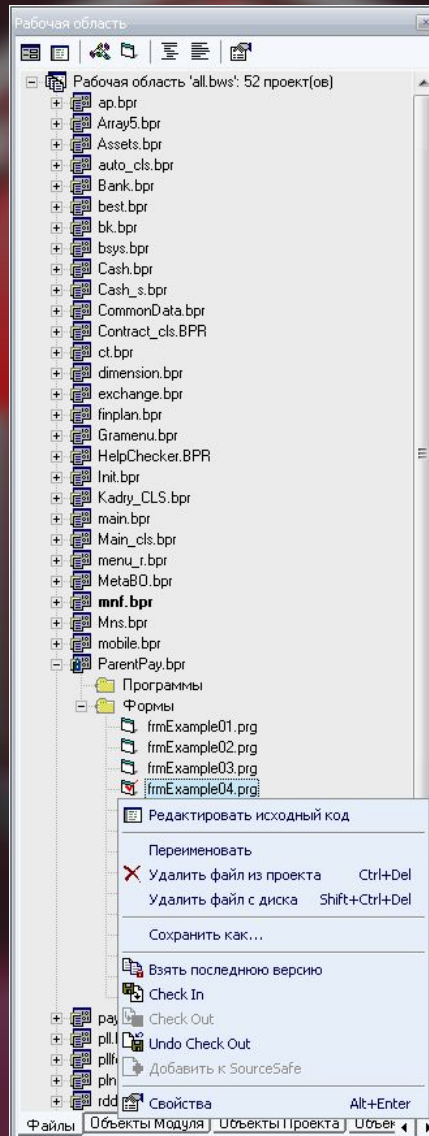 Рабочая область
Рабочая область 'all.bws': 52 проект(ов)
ap.bpr
Array5.bpr
Assets.bpr
auto_cls.bpr
Bank.bpr
best.bpr
bk.bpr
bsys.bpr
Cash.bpr
Cash_s.bpr
CommonData.bpr
Contract_cls.BPR
ct.bpr
dimension.bpr
exchange.bpr
finplan.bpr
Gramenu.bpr
HelpChecker.BPR
Init.bpr
Kadry_CLS.bpr
main.bpr
Main_cls.bpr
menu_r.bpr
MetaBO.bpr
mnf.bpr
Mns.bpr
mobile.bpr
ParentPay.bpr
Программы
Формы
frmExample01.prg
frmExample02.prg
frmExample03.prg
frmExample04.prg
Редактировать исходный код
Переименовать
Удалить файл из проекта Ctrl+Del
Удалить файл с диска Shift+Ctrl+Del
Сохранить как...
Взять последнюю версию
Check In
pay Check Out
Undo Check Out
Добавить к SourceSafe
pln
rdd Свойства Alt+Enter
Файлы Объекты Модуля Объекты Проекта